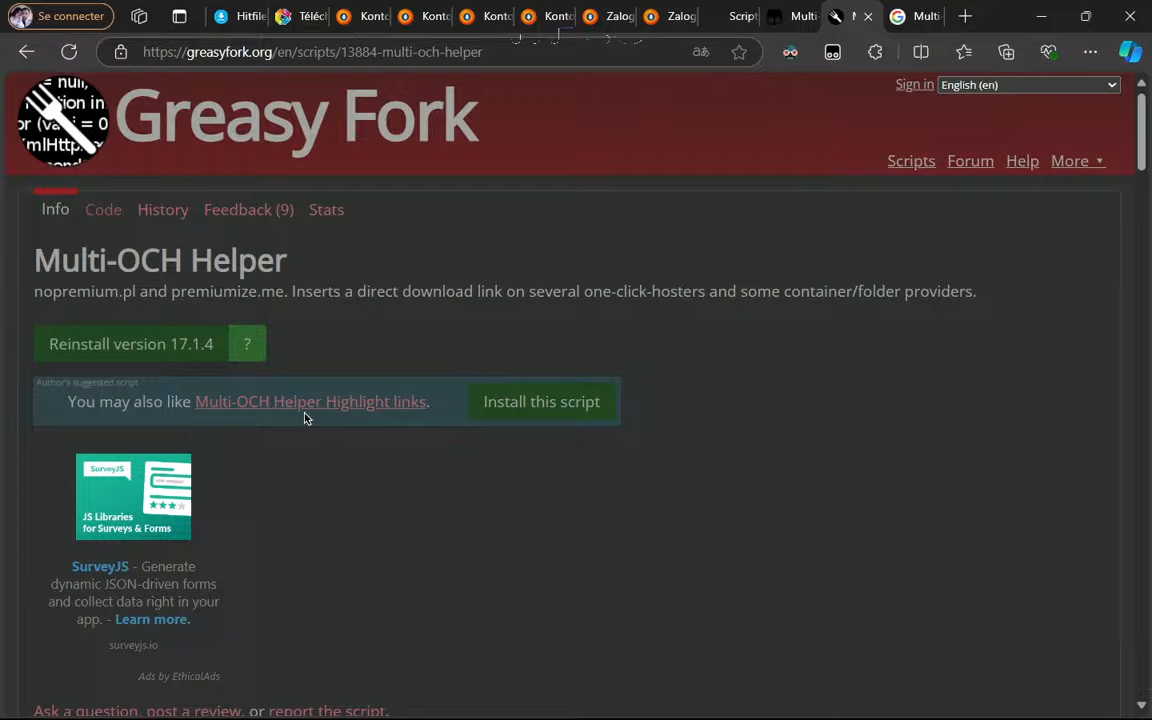 Se connecter
Hitfile
Téléc
Konto
Konto
Konto
Konto
Zalog
Zalog
Script
Multi-
Multi
https://greasyfork.org/en/scripts/13884-multi-och-helper
Sign in English (en)
Greasy Fork
Scripts Forum Help More
Info Code History Feedback (9) Stats
Multi-OCH Helper
nopremium.pl and premiumize.me. Inserts a direct download link on several one-click-hosters and some container/folder providers.
Reinstall version 17.1.4 ?
Author's suggested script
You may also like Multi-OCH Helper Highlight links. Install this script
SurveyJS
JS Libraries
for Surveys & Forms
SurveyJS - Generate
dynamic JSON-driven forms
and collect data right in your
app. - Learn more.
surveyjs.io
Ads by EthicalAds
Ask a question, post a review, or report the script.